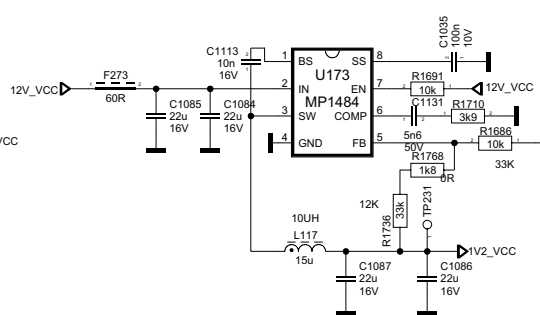 C1113
10n
16V
1
BS
SS
8
C1035
100n
10V
U173
MP1484
F273
60R
12V_VCC
2
IN
EN
7
R1691
10k
12V_VCC
C1085
22u
16V
C1084
22u
16V
3
SW
COMP
6
C1131
5n6
50V
R1710
3k9
_VCC
4
GND
FB
5
R1686
10k
33K
R1768
1k8
0R
12K
33k
R1736
TP231
10UH
L117
15u
1V2_VCC
C1087
22u
16V
C1086
22u
16V